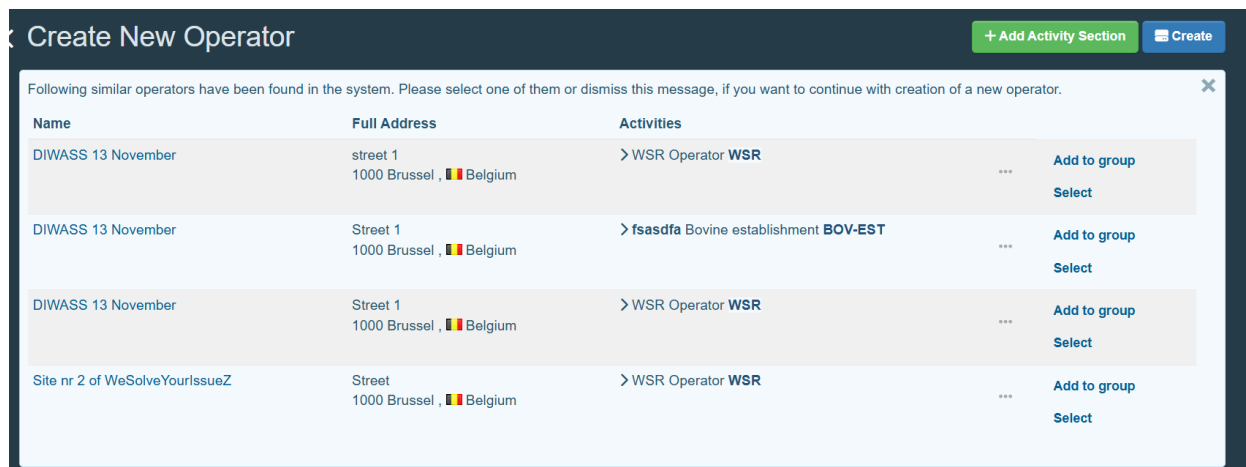 Create New Operator
+ Add Activity Section
Create
Following similar operators have been found in the system. Please select one of them or dismiss this message, if you want to continue with creation of a new operator.
Name Full Address Activities
DIWASS 13 November street 1 WSR Operator WSR
1000 Brussel , Belgium
Add to group
Select
DIWASS 13 November Street 1 fsasdfa Bovine establishment BOV-EST
1000 Brussel , Belgium
Add to group
Select
DIWASS 13 November Street 1 WSR Operator WSR
1000 Brussel , Belgium
Add to group
Select
Site nr 2 of WeSolveYourIssueZ Street WSR Operator WSR
1000 Brussel , Belgium
Add to group
Select